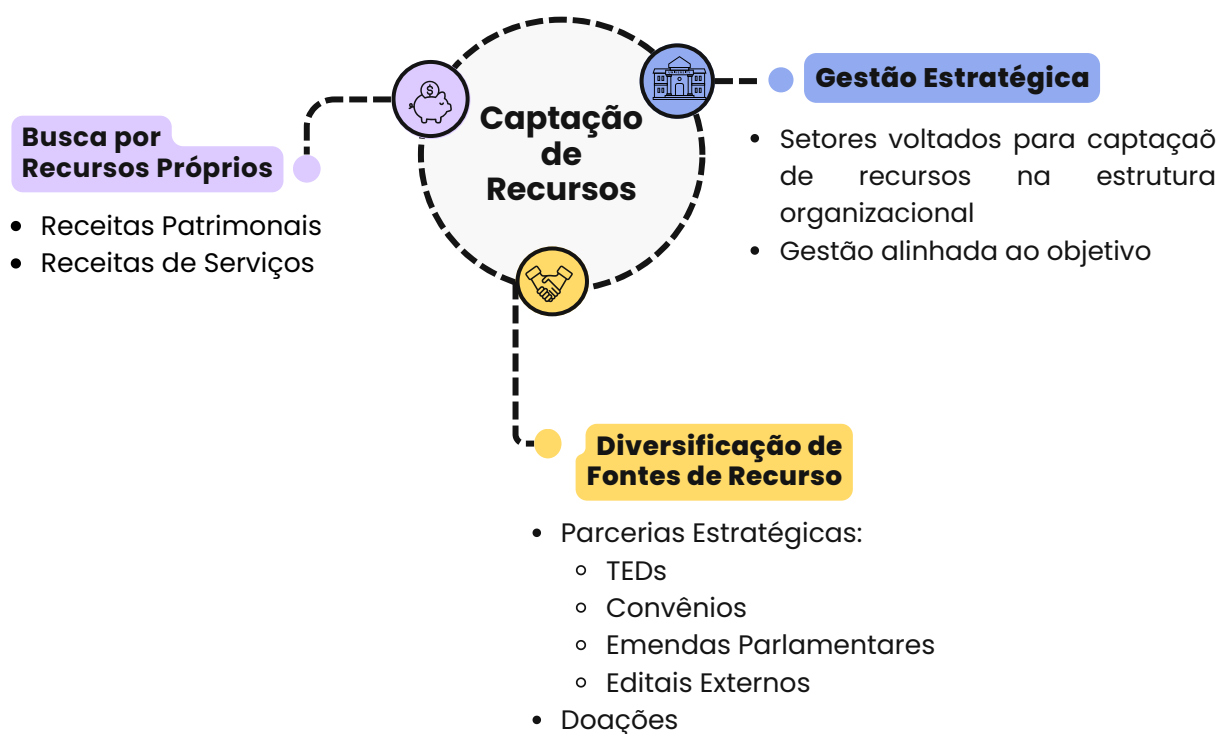 Captação
de
Recursos
Busca por
Recursos Próprios
• Receitas Patrimonais
• Receitas de Serviços
Gestão Estratégica
• Setores voltados para captaçaõ
de recursos na estrutura
organizacional
• Gestão alinhada ao objetivo
Diversificação de
Fontes de Recurso
• Parcerias Estratégicas:
◦ TEDs
◦ Convênios
◦ Emendas Parlamentares
◦ Editais Externos
• Doações